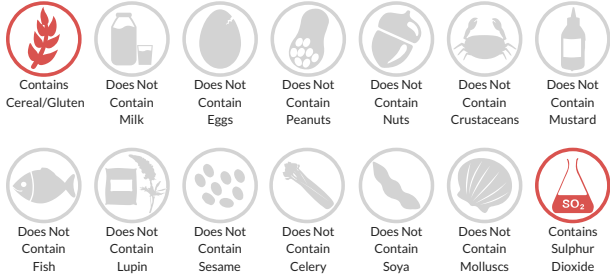 Contains
Cereal/Gluten
Does Not
Contain
Milk
Does Not
Contain
Eggs
Does Not
Contain
Peanuts
Does Not
Contain
Nuts
Does Not
Contain
Crustaceans
Does Not
Contain
Mustard
Does Not
Contain
Fish
Does Not
Contain
Lupin
Does Not
Contain
Sesame
Does Not
Contain
Celery
Does Not
Contain
Soya
Does Not
Contain
Molluscs
SO₂
Contains
Sulphur
Dioxide